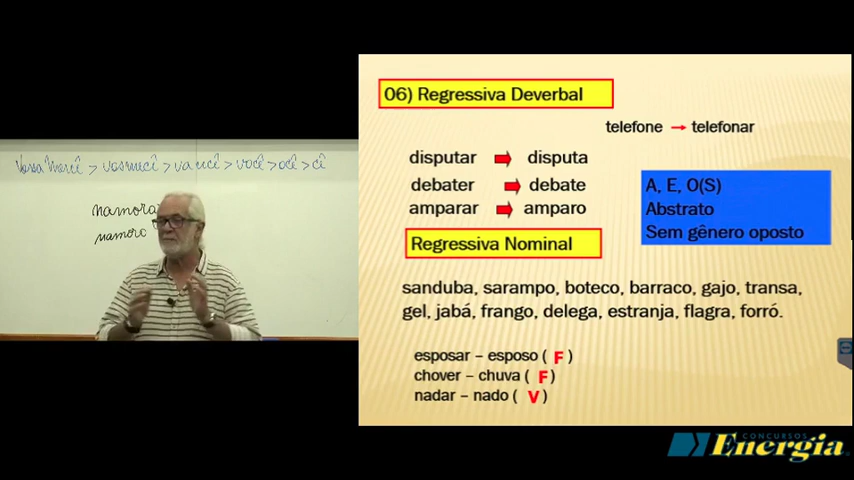 Vossa Mercê > vosmecê > vancê > você > ocê > cê
namora
namoro
06) Regressiva Deverbal
telefone → telefonar
disputar → disputa
debater → debate
amparar → amparo
A, E, O(S)
Abstrato
Sem gênero oposto
Regressiva Nominal
sanduba, sarampo, boteco, barraco, gajo, transa,
gel, jabá, frango, delega, estranja, flagra, forró.
esposar – esposo ( F )
chover – chuva ( F )
nadar – nado ( V )
CONCURSOS
Energia